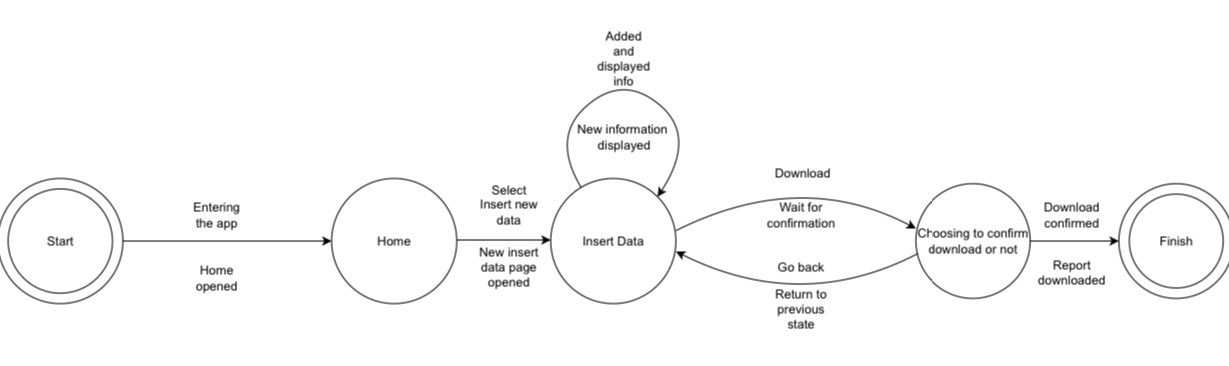 Added
and
displayed
info
New information
displayed
Start
Entering
the app
Home
opened
Home
Select
Insert new
data
New insert
data page
opened
Insert Data
Download
Wait for
confirmation
Go back
Return to
previous
state
Choosing to confirm
download or not
Download
confirmed
Report
downloaded
Finish